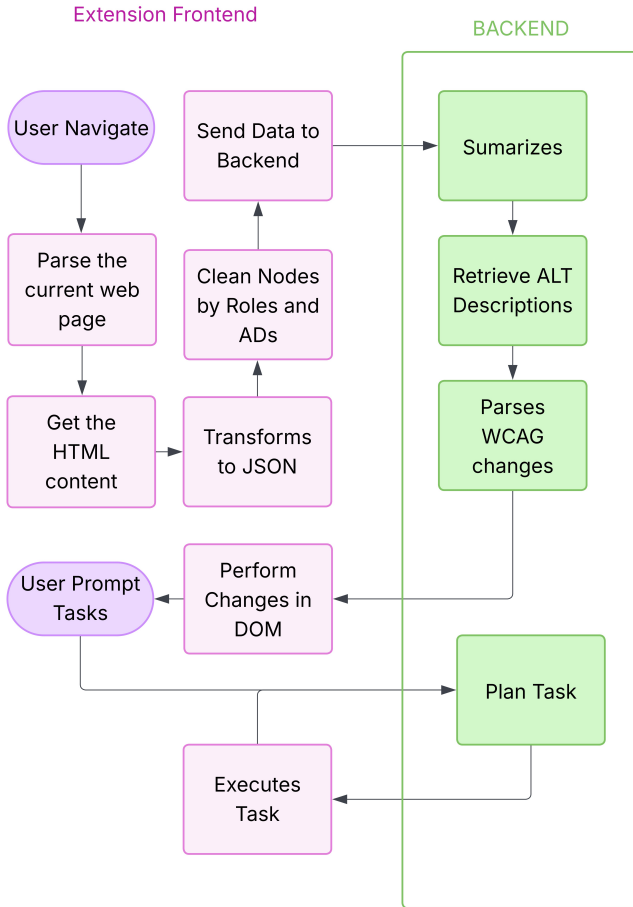 Extension Frontend
BACKEND
User Navigate
Send Data to
Backend
Sumarizes
Parse the
current web
page
Clean Nodes
by Roles and
ADs
Retrieve ALT
Descriptions
Get the
HTML
content
Transforms
to JSON
Parses
WCAG
changes
User Prompt
Tasks
Perform
Changes in
DOM
Plan Task
Executes
Task